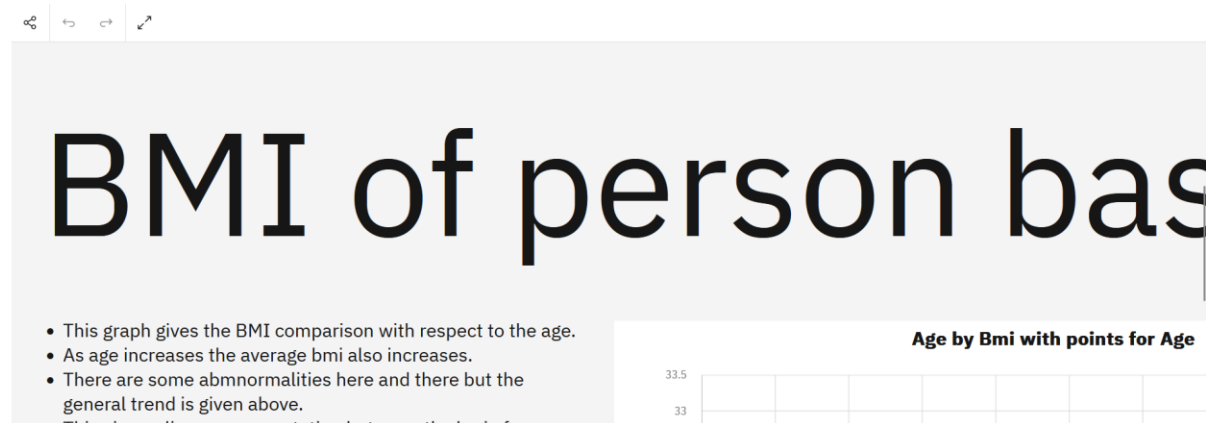 BMI of person bas
• This graph gives the BMI comparison with respect to the age.
• As age increases the average bmi also increases.
• There are some abmnormalities here and there but the
general trend is given above.
Age by Bmi with points for Age
33.5
33